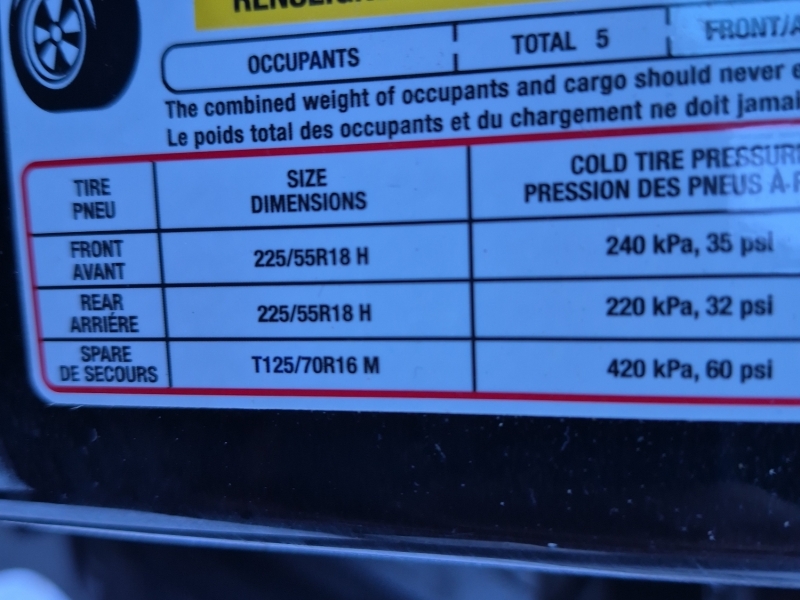 OCCUPANTS TOTAL 5 FRONT/A
The combined weight of occupants and cargo should never e
Le poids total des occupants et du chargement ne doit jamai
TIRE SIZE COLD TIRE PRESSUR
PNEU DIMENSIONS PRESSION DES PNEUS À
FRONT 225/55R18 H 240 kPa, 35 psi
AVANT
REAR 225/55R18 H 220 kPa, 32 psi
ARRIÉRE
SPARE T125/70R16 M 420 kPa, 60 psi
DE SECOURS